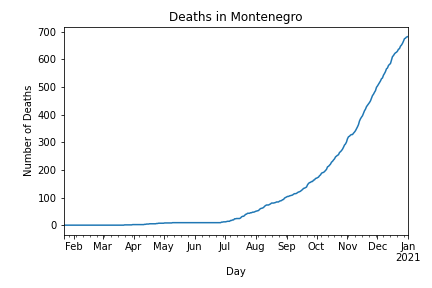 Deaths in Montenegro
Number of Deaths
700
600
500
400
300
200
100
0
Feb Mar Apr May Jun Jul Aug Sep Oct Nov Dec Jan
2021
Day